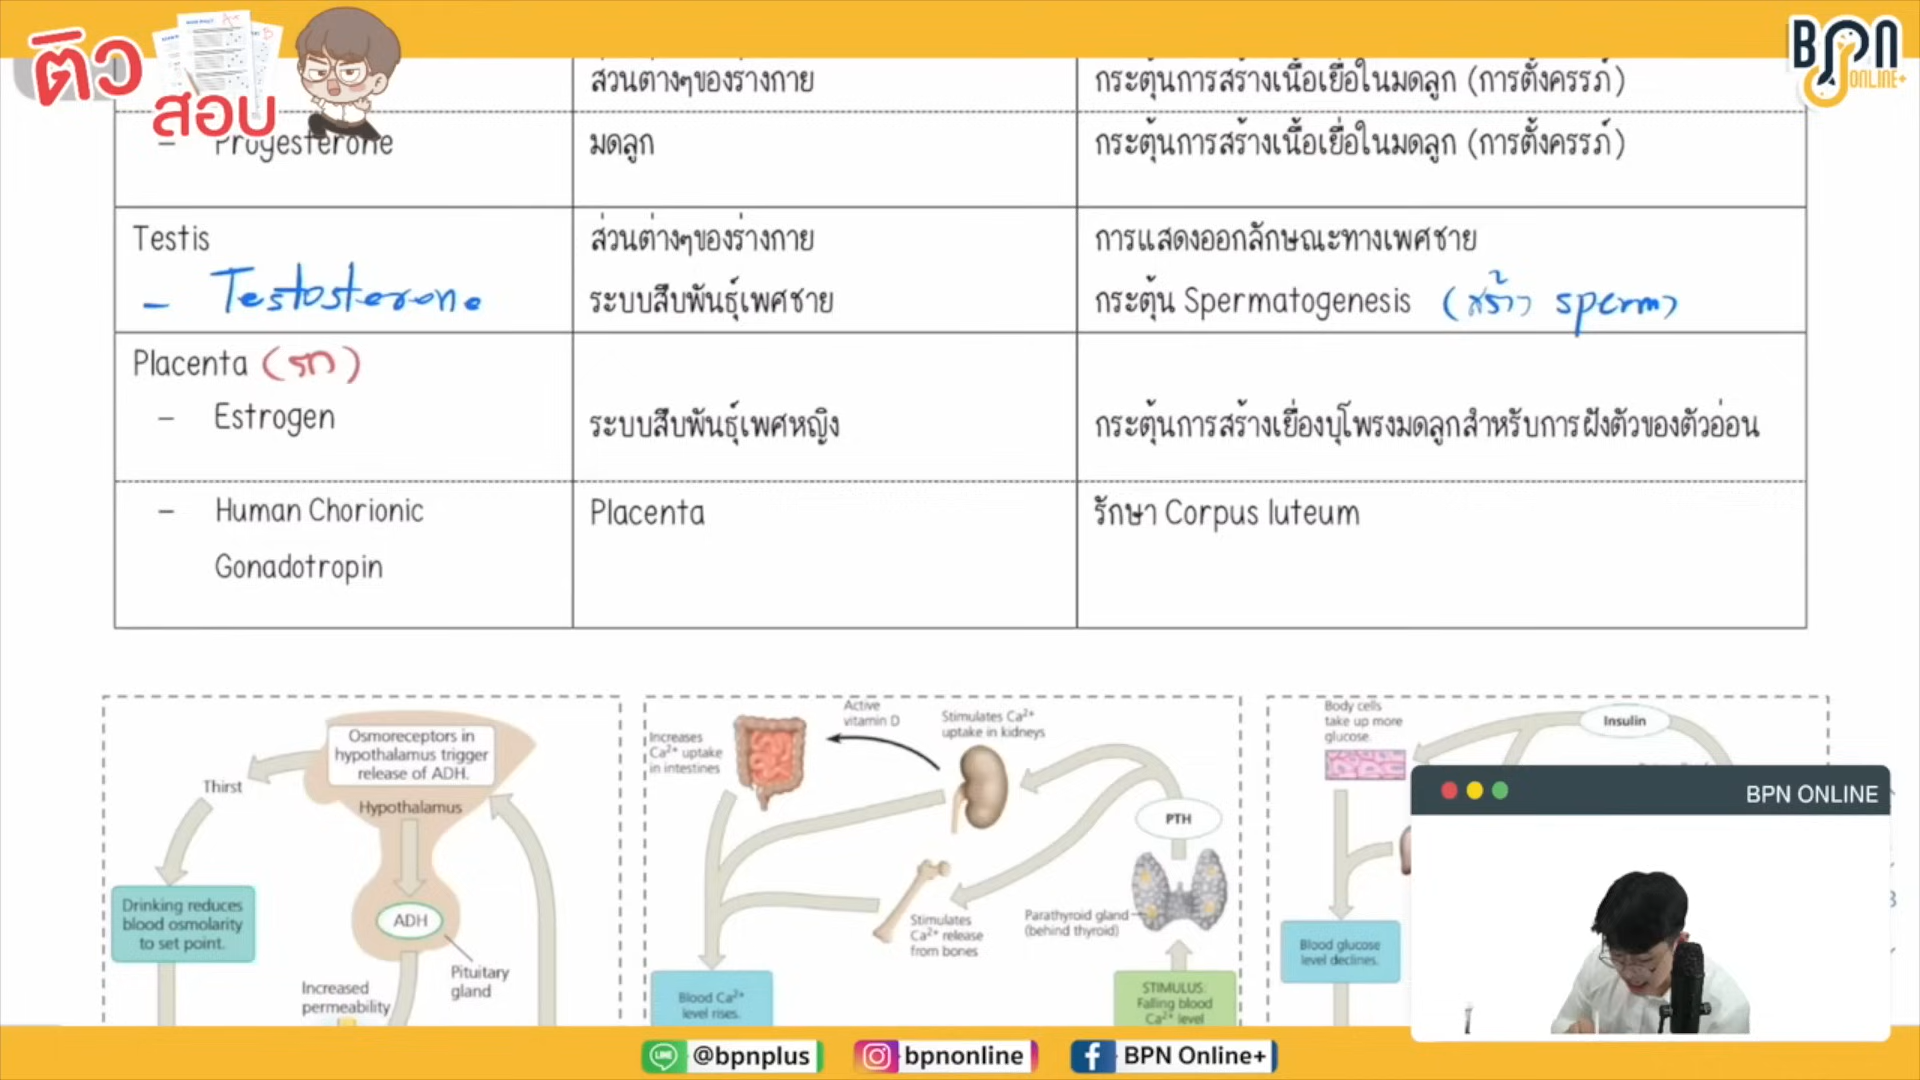 ติว
สอบ
BPN
ONLINE+
ส่วนต่างๆของร่างกาย
กระตุ้นการสร้างเนื้อเยื่อในมดลูก (การตั้งครรภ์)
- Progesterone
มดลูก
กระตุ้นการสร้างเนื้อเยื่อในมดลูก (การตั้งครรภ์)
Testis
ส่วนต่างๆของร่างกาย
การแสดงออกลักษณะทางเพศชาย
- Testosterone
ระบบสืบพันธุ์เพศชาย
กระตุ้น Spermatogenesis (สร้าง sperm)
Placenta (รก)
- Estrogen
ระบบสืบพันธุ์เพศหญิง
กระตุ้นการสร้างเยื่องบุโพรงมดลูกสำหรับการฝังตัวของตัวอ่อน
- Human Chorionic
Gonadotropin
Placenta
รักษา Corpus luteum
Osmoreceptors in
hypothalamus trigger
release of ADH.
Thirst
Hypothalamus
Drinking reduces
blood osmolarity
to set point.
ADH
Pituitary
gland
Increased
permeability
Increases
Ca2+ uptake
in intestines
Active
vitamin D
Stimulates Ca2+
uptake in kidneys
PTH
Stimulates
Ca2+ release
from bones
Parathyroid gland
(behind thyroid)
Blood Ca2+
level rises.
STIMULUS:
Falling blood
Ca2+ level
Body cells
take up more
glucose.
Insulin
Blood glucose
level declines.
BPN ONLINE
LINE
@bpnplus
bpnonline
BPN Online+